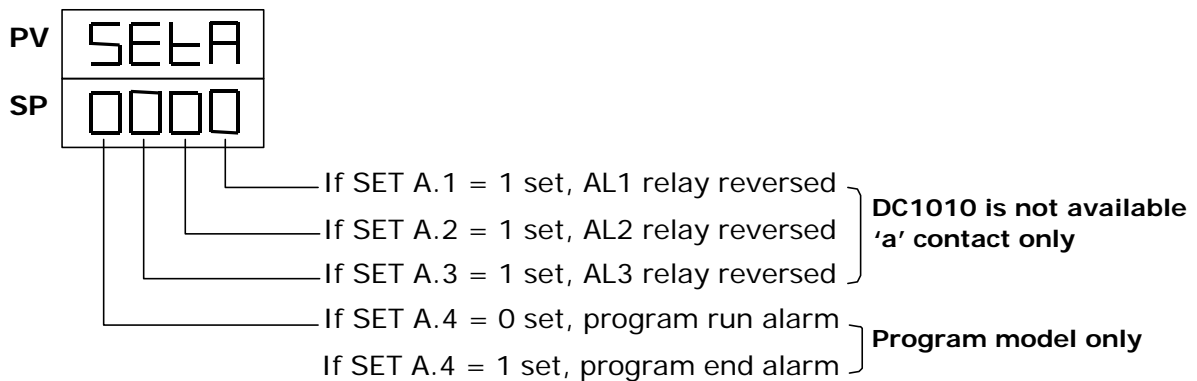 PV SEtA
SP 0000
If SET A.1 = 1 set, AL1 relay reversed
If SET A.2 = 1 set, AL2 relay reversed
If SET A.3 = 1 set, AL3 relay reversed
DC1010 is not available
‘a’ contact only
If SET A.4 = 0 set, program run alarm
If SET A.4 = 1 set, program end alarm
Program model only